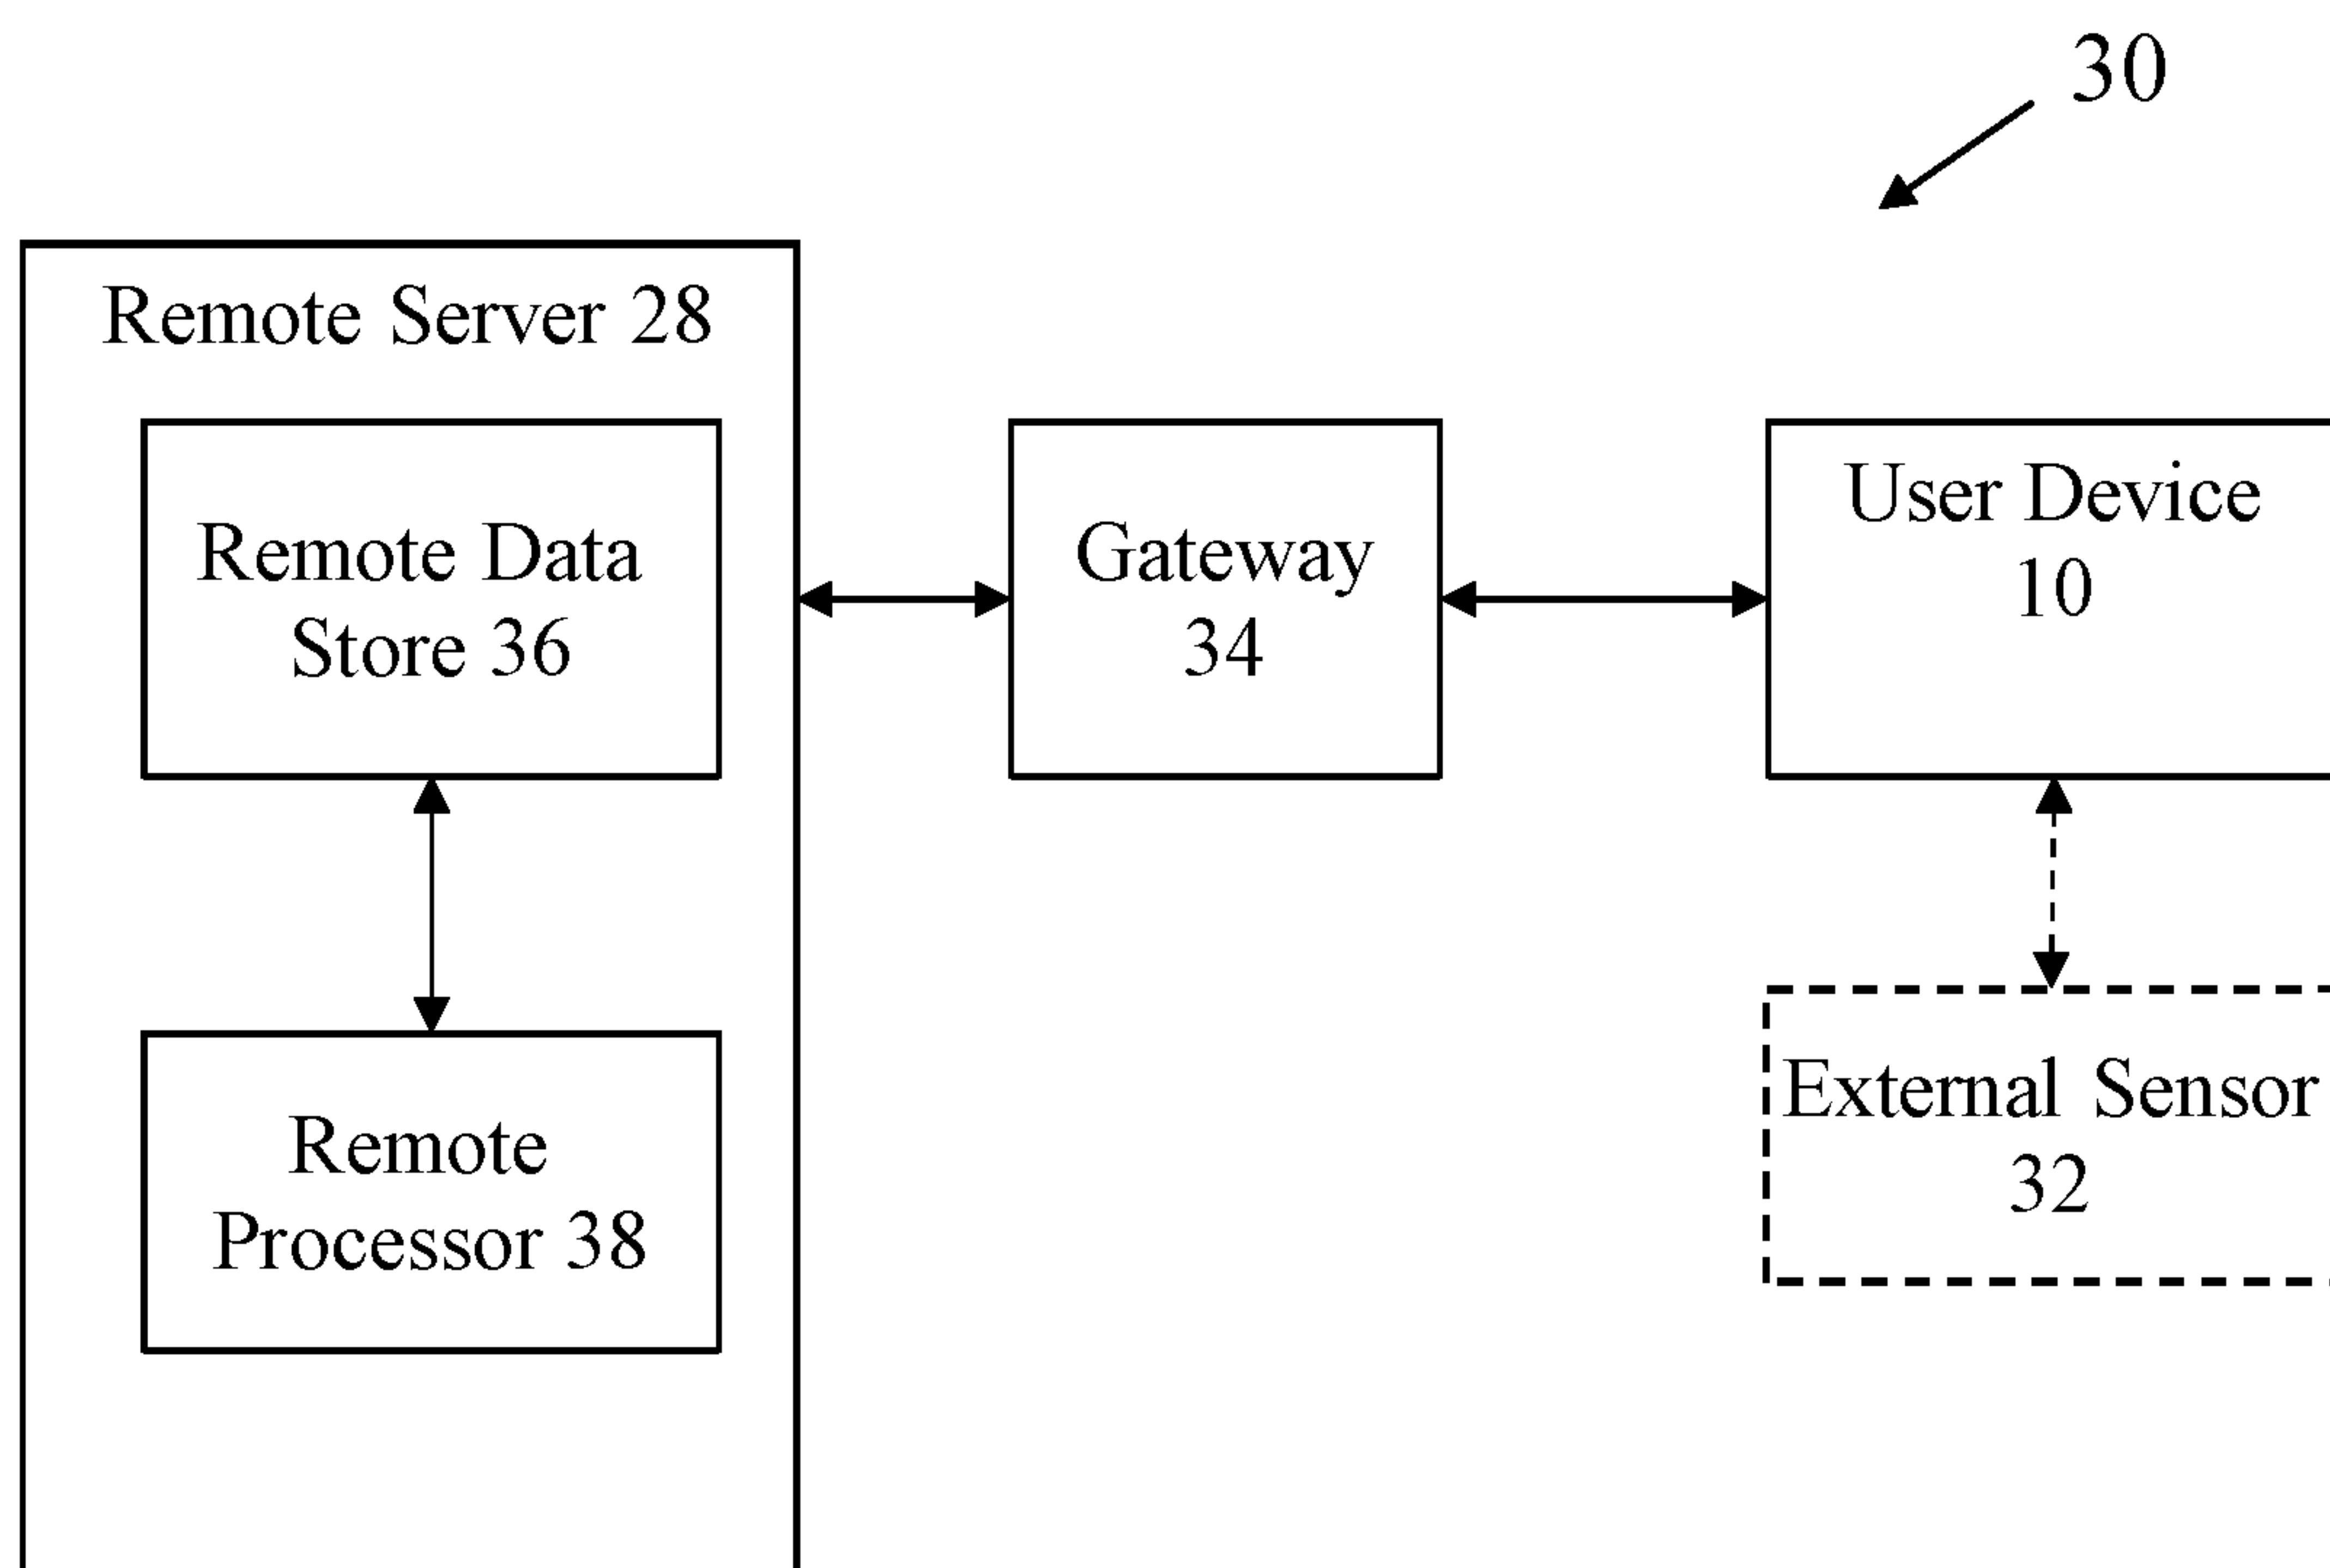 30
Remote Server 28
Remote Data
Store 36
Gateway
34
User Device
10
Remote
Processor 38
External Sensor
32